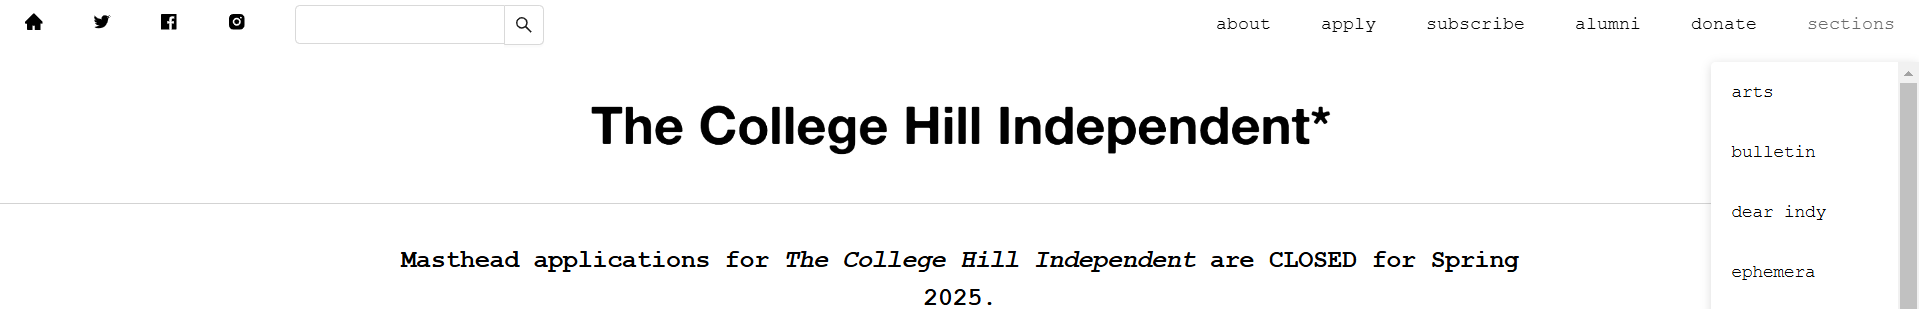 about apply subscribe alumni donate sections
The College Hill Independent*
arts
bulletin
dear indy
ephemera
Masthead applications for The College Hill Independent are CLOSED for Spring
2025.